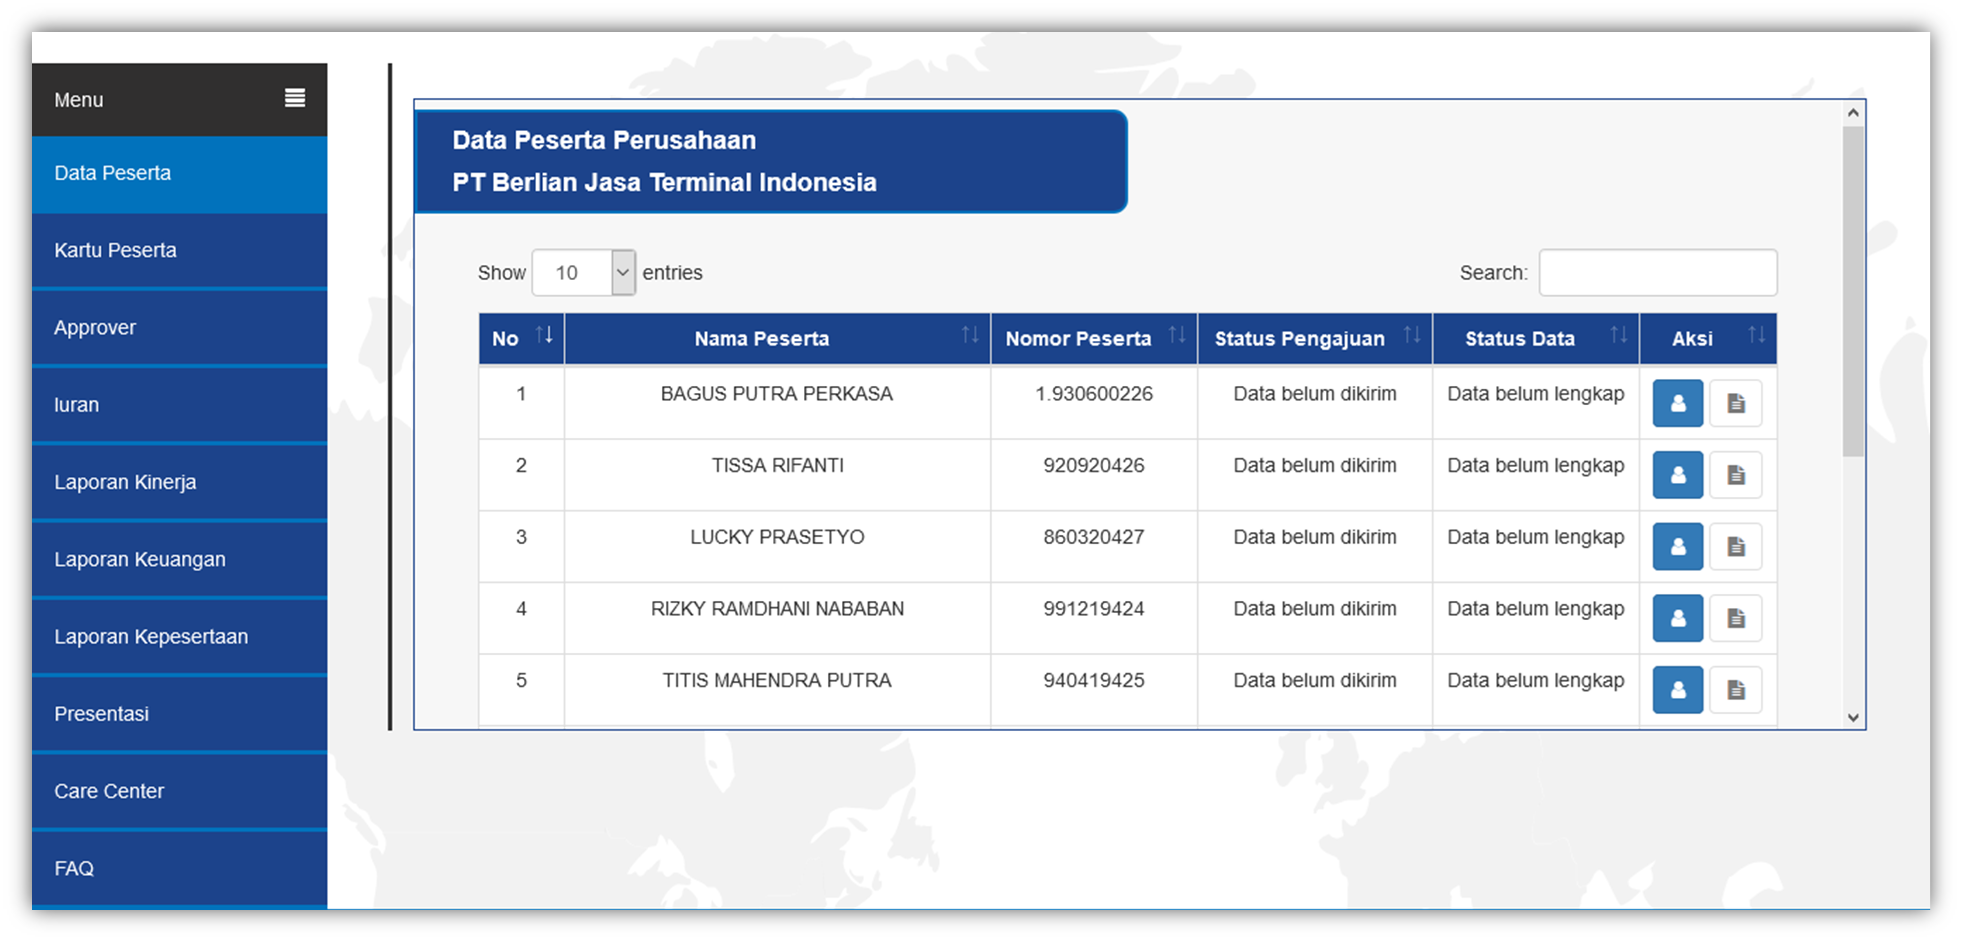 Menu
Data Peserta
Kartu Peserta
Approver
Iuran
Laporan Kinerja
Laporan Keuangan
Laporan Kepesertaan
Presentasi
Care Center
FAQ
Data Peserta Perusahaan
PT Berlian Jasa Terminal Indonesia
Show 10 entries Search:
No Nama Peserta Nomor Peserta Status Pengajuan Status Data Aksi
1 BAGUS PUTRA PERKASA 1.930600226 Data belum dikirim Data belum lengkap
2 TISSA RIFANTI 920920426 Data belum dikirim Data belum lengkap
3 LUCKY PRASETYO 860320427 Data belum dikirim Data belum lengkap
4 RIZKY RAMDHANI NABABAN 991219424 Data belum dikirim Data belum lengkap
5 TITIS MAHENDRA PUTRA 940419425 Data belum dikirim Data belum lengkap